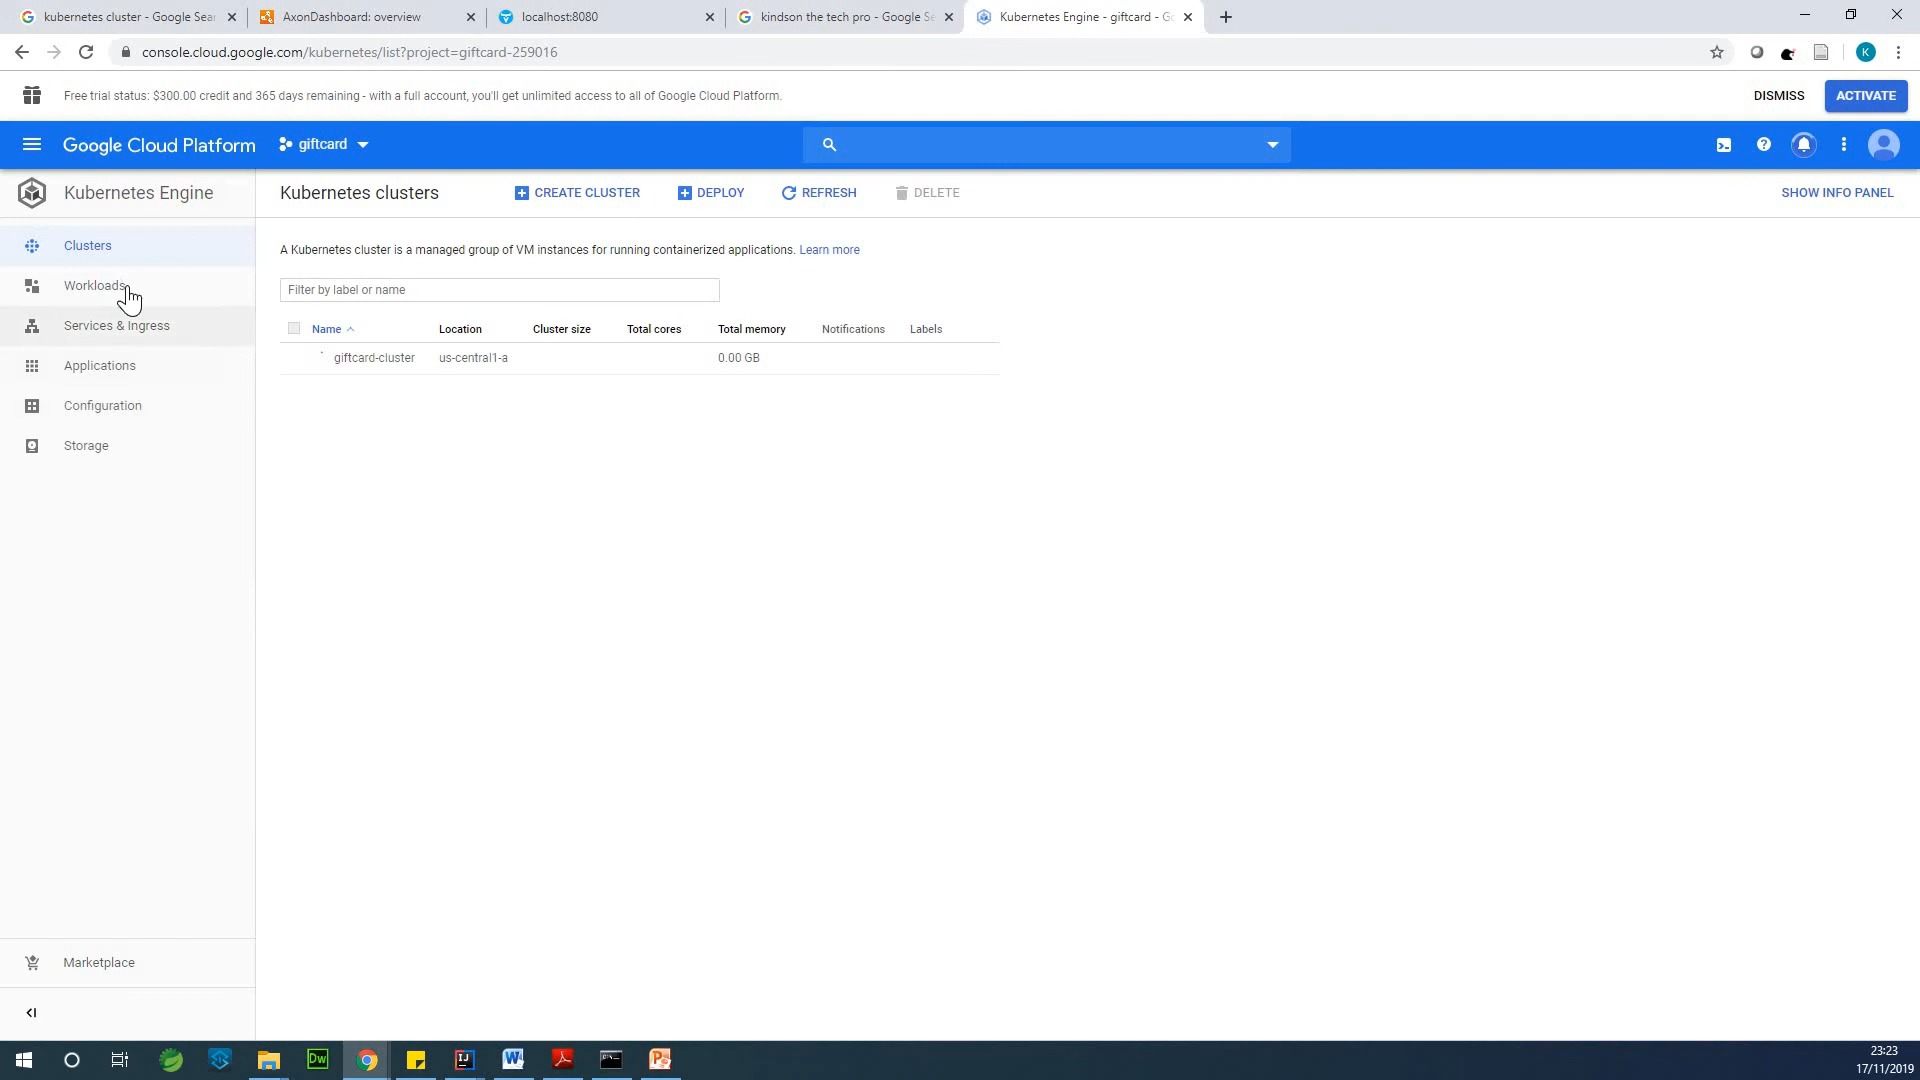 kubernetes cluster - Google Sear
AxonDashboard: overview
localhost:8080
kindson the tech pro - Google Se
Kubernetes Engine - giftcard - Go
console.cloud.google.com/kubernetes/list?project=giftcard-259016
K
Free trial status: $300.00 credit and 365 days remaining - with a full account, you'll get unlimited access to all of Google Cloud Platform.
DISMISS
ACTIVATE
Google Cloud Platform
giftcard
Kubernetes Engine
Kubernetes clusters
CREATE CLUSTER
DEPLOY
REFRESH
DELETE
SHOW INFO PANEL
Clusters
Workloads
Services & Ingress
Applications
Configuration
Storage
A Kubernetes cluster is a managed group of VM instances for running containerized applications. Learn more
Filter by label or name
Name Location Cluster size Total cores Total memory Notifications Labels
giftcard-cluster us-central1-a 0.00 GB
Marketplace
Dw
IJ
23:23
17/11/2019